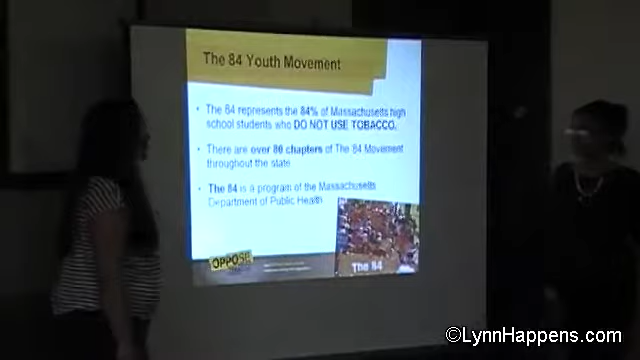 The 84 Youth Movement
• The 84 represents the 84% of Massachusetts high
school students who DO NOT USE TOBACCO.
• There are over 80 chapters of The 84 Movement
throughout the state
• The 84 is a program of the Massachusetts
Department of Public Health
OPPOSE
The 84
©LynnHappens.com